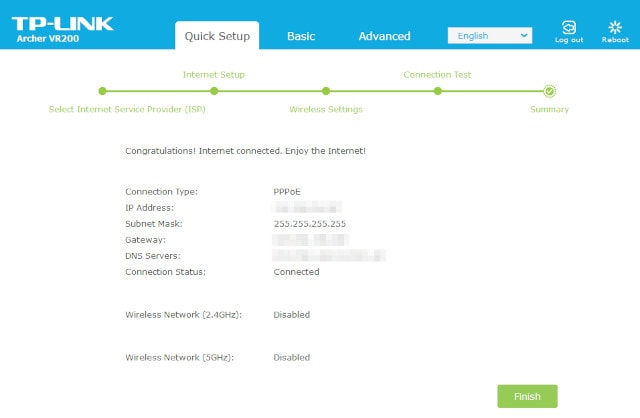 TP-LINK
Archer VR200
Quick Setup
Basic
Advanced
English
Log out
Reboot
Internet Setup
Connection Test
Select Internet Service Provider (ISP)
Wireless Settings
Summary
Congratulations! Internet connected. Enjoy the Internet!
Connection Type: PPPoE
IP Address:
Subnet Mask: 255.255.255.255
Gateway:
DNS Servers:
Connection Status: Connected
Wireless Network (2.4GHz): Disabled
Wireless Network (5GHz): Disabled
Finish